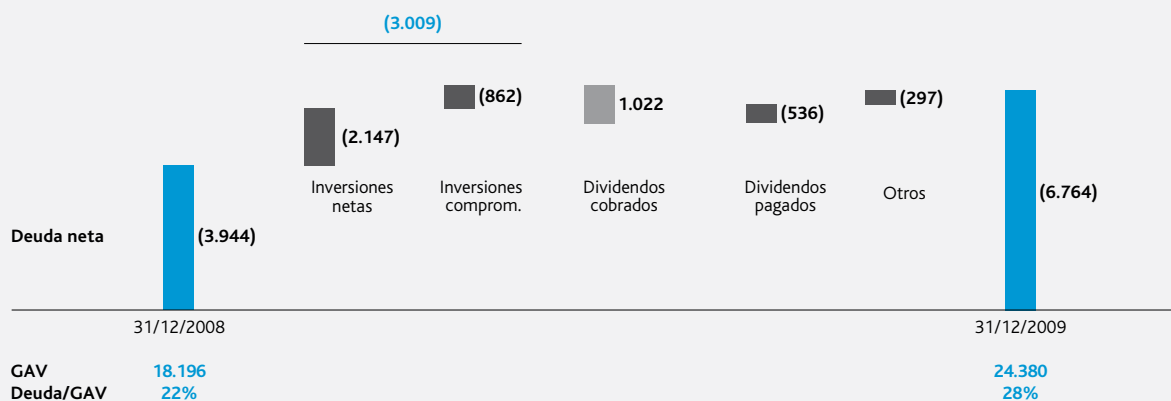 (3.009)
(862)
1.022
(536)
(297)
(2.147)
Inversiones
netas
Inversiones
comprom.
Dividendos
cobrados
Dividendos
pagados
Otros
(6.764)
Deuda neta
(3.944)
31/12/2008
31/12/2009
GAV 18.196 24.380
Deuda/GAV 22% 28%